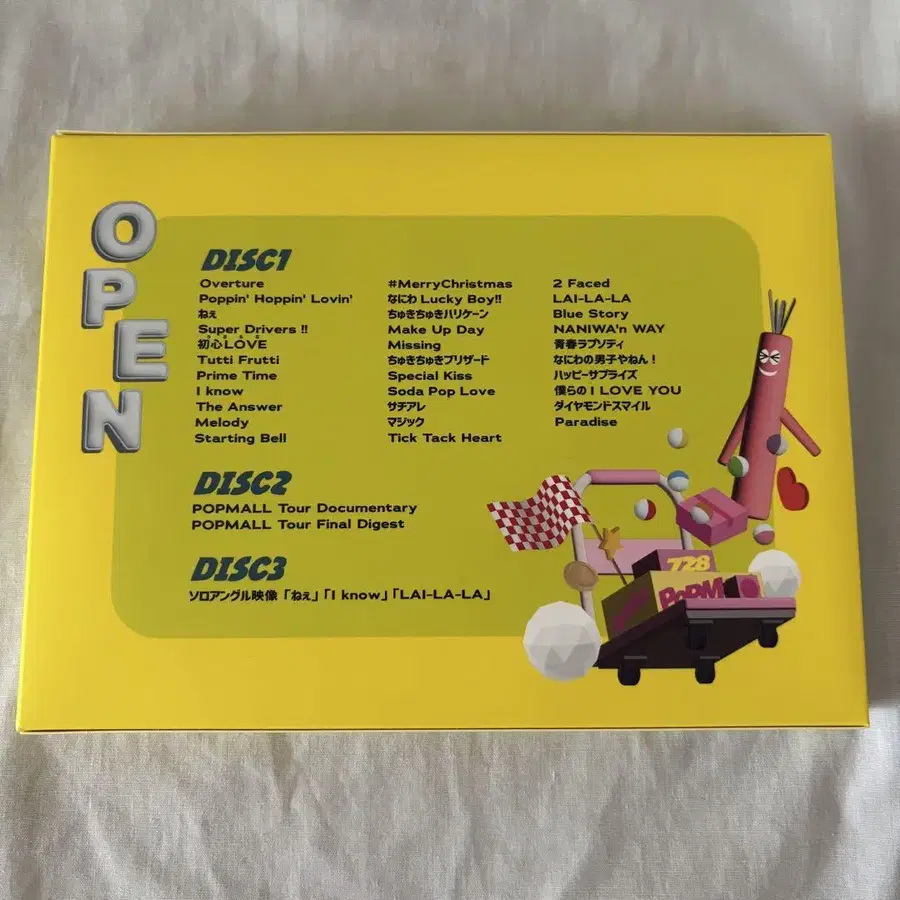 OPEN
DISC1
Overture
Poppin' Hoppin' Lovin'
ねぇ
Super Drivers !!
初心LOVE
Tutti Frutti
Prime Time
I know
The Answer
Melody
Starting Bell
#MerryChristmas
なにわ Lucky Boy!!
ちゅきちゅきハリケーン
Make Up Day
Missing
ちゅきちゅきブリザード
Special Kiss
Soda Pop Love
サチアレ
マジック
Tick Tack Heart
2 Faced
LAI-LA-LA
Blue Story
NANIWA'n WAY
青春ラプソディ
なにわの男子やねん！
ハッピーサプライズ
僕らの I LOVE YOU
ダイヤモンドスマイル
Paradise
DISC2
POPMALL Tour Documentary
POPMALL Tour Final Digest
DISC3
ソロアングル映像「ねぇ」「I know」「LAI-LA-LA」
728
POPM